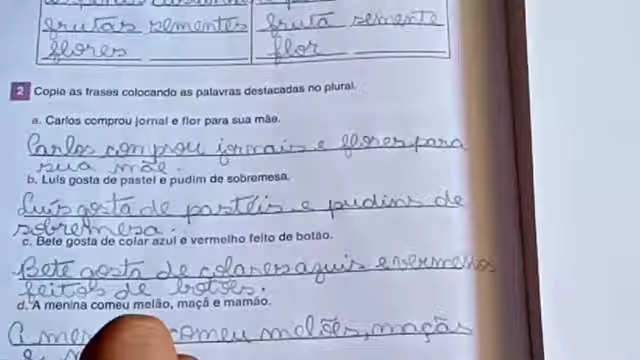 frutas sementes fruta semente
flores flor
2 Copie as frases colocando as palavras destacadas no plural.
a. Carlos comprou jornal e flor para sua mãe.
Carlos comprou jornais e flores para
sua mãe.
b. Luís gosta de pastel e pudim de sobremesa.
Luís gosta de pastéis e pudins de
sobremesa.
c. Bete gosta de colar azul e vermelho feito de botão.
Bete gosta de colares azuis e vermelhos
feitos de botões.
d. A menina comeu melão, maçã e mamão.
A comeu melões, maçãs
e